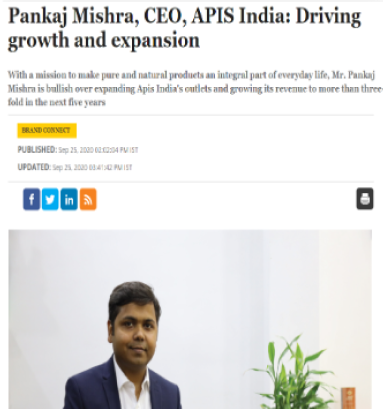 Pankaj Mishra, CEO, APIS India: Driving
growth and expansion
With a mission to make pure and natural products an integral part of everyday life, Mr. Pankaj
Mishra is bullish over expanding Apis India's outlets and growing its revenue to more than three-
fold in the next five years
BRAND CONNECT
PUBLISHED: Sep 25, 2020 02:02:04 PM IST
UPDATED: Sep 25, 2020 03:41:42 PM IST